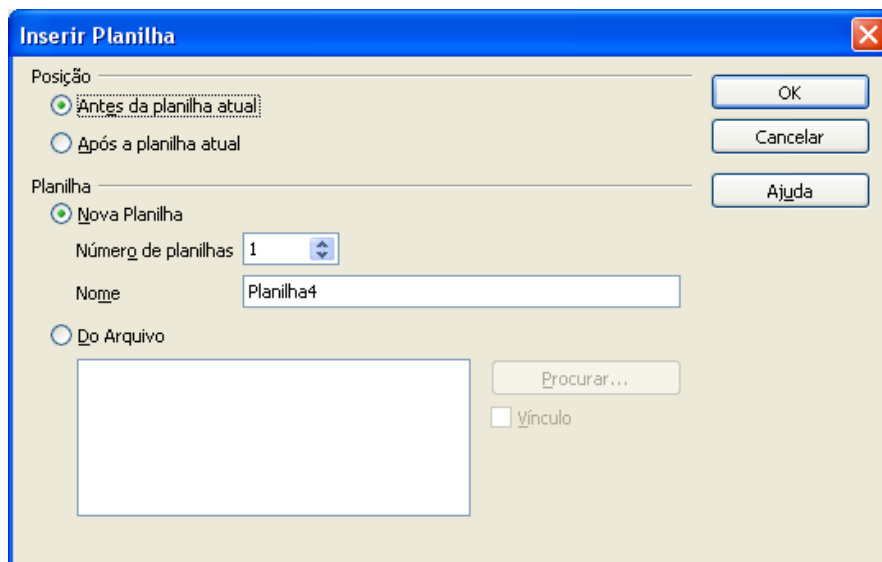 Inserir Planilha
Posição
Antes da planilha atual
OK
Após a planilha atual
Cancelar
Planilha
Ajuda
Nova Planilha
Número de planilhas 1
Nome Planilha4
Do Arquivo
Procurar...
Vínculo